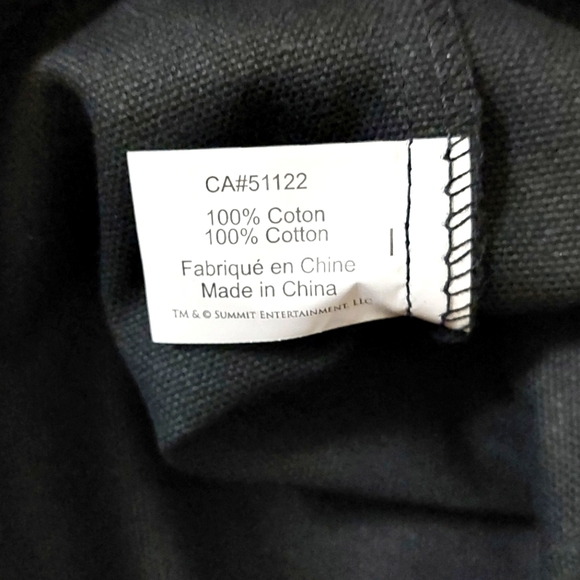 CA#51122
100% Coton
100% Cotton
Fabriqué en Chine
Made in China
TM & © SUMMIT ENTERTAINMENT, LLC